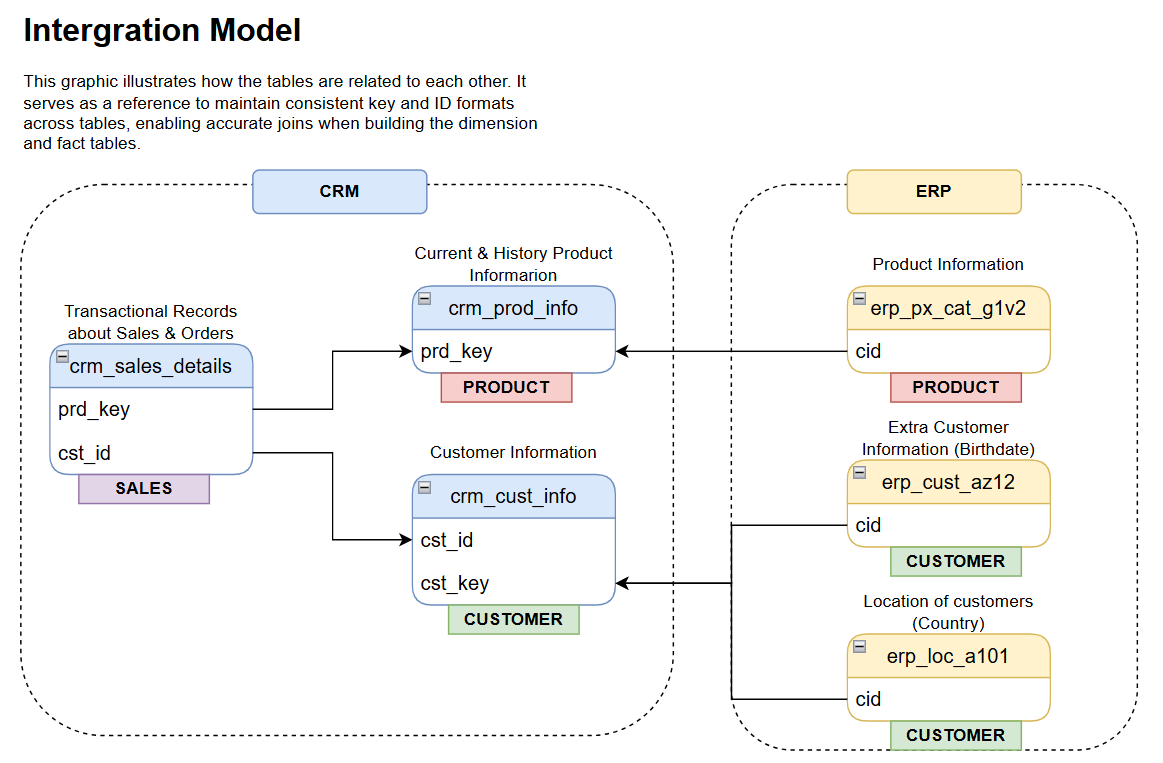 Intergration Model
This graphic illustrates how the tables are related to each other. It
serves as a reference to maintain consistent key and ID formats
across tables, enabling accurate joins when building the dimension
and fact tables.
CRM
Transactional Records
about Sales & Orders
crm_sales_details
prd_key
cst_id
SALES
Current & History Product
Informarion
crm_prod_info
prd_key
PRODUCT
Customer Information
crm_cust_info
cst_id
cst_key
CUSTOMER
ERP
Product Information
erp_px_cat_g1v2
cid
PRODUCT
Extra Customer
Information (Birthdate)
erp_cust_az12
cid
CUSTOMER
Location of customers
(Country)
erp_loc_a101
cid
CUSTOMER